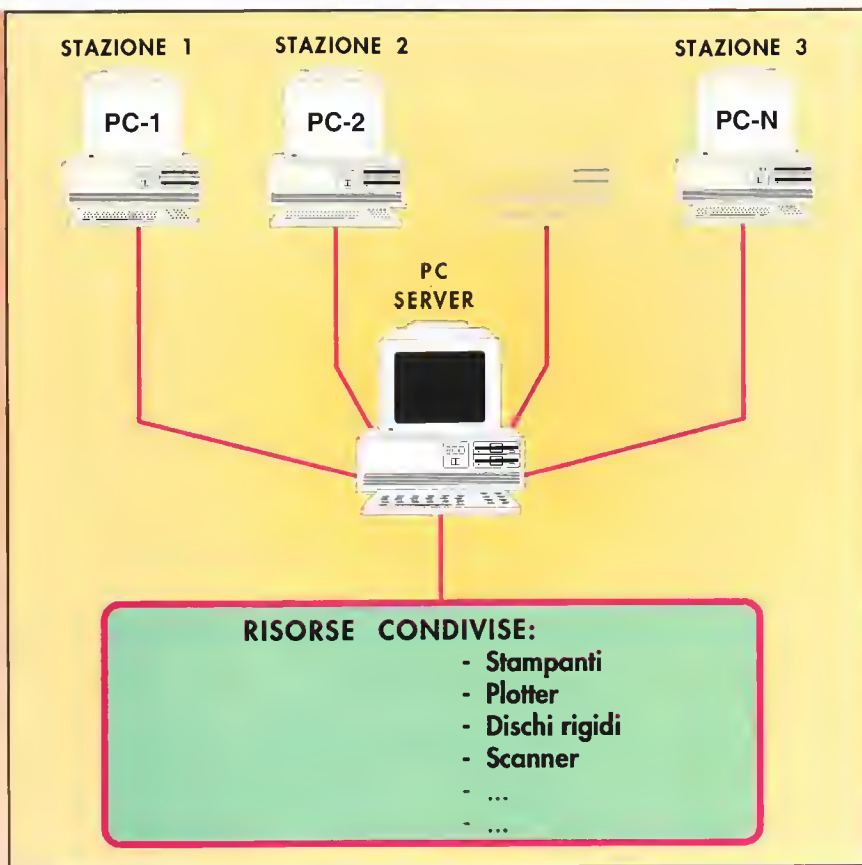 STAZIONE 1
STAZIONE 2
STAZIONE 3
PC-1
PC-2
PC-N
PC
SERVER
RISORSE CONDIVISE:
- Stampanti
- Plotter
- Dischi rigidi
- Scanner
- ...
- ...